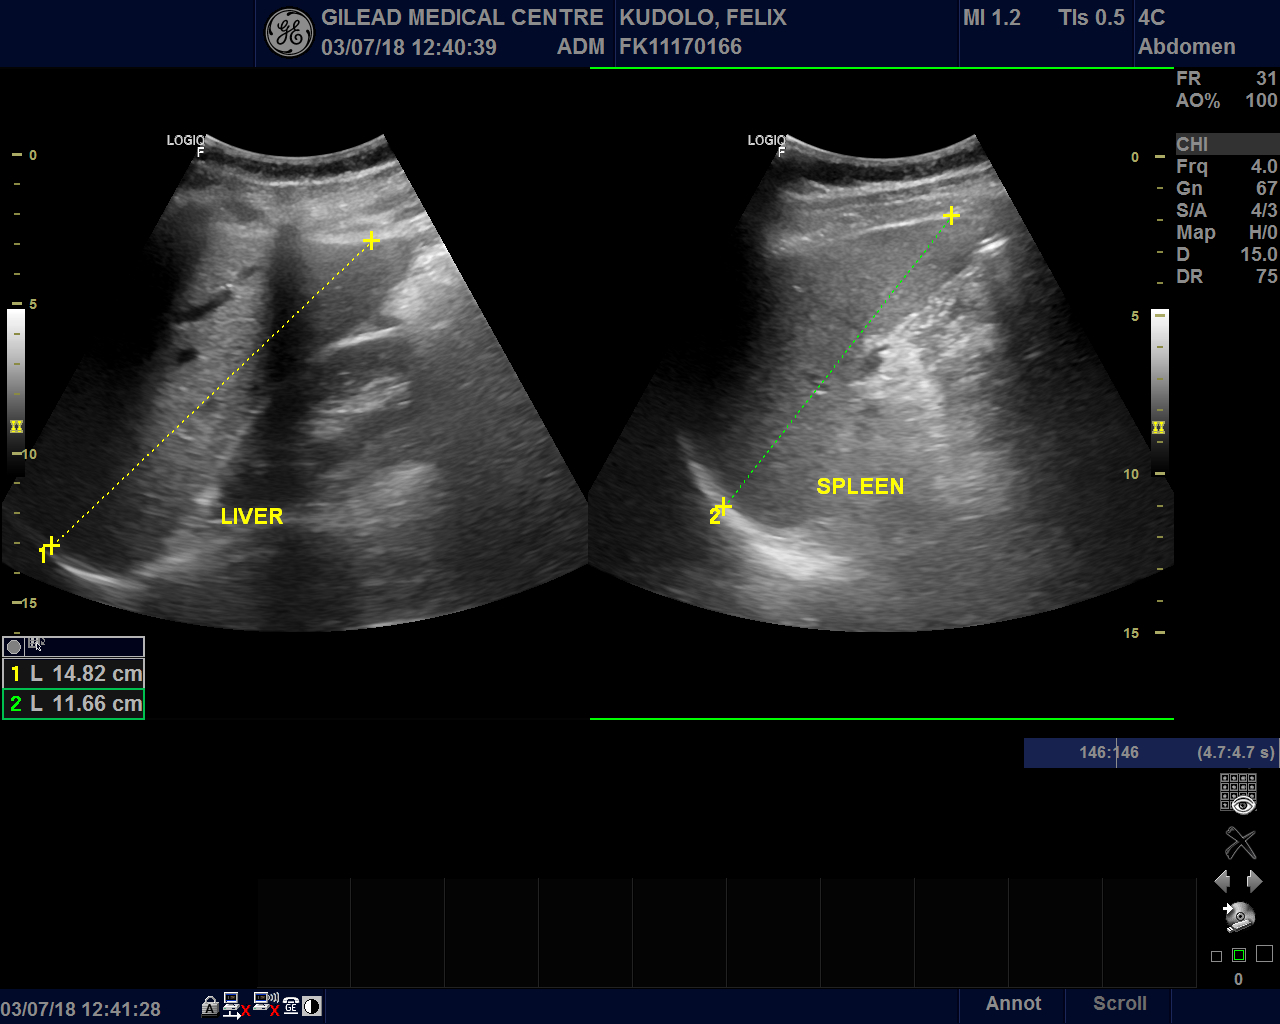 GILEAD MEDICAL CENTRE
03/07/18 12:40:39 ADM
KUDOLO, FELIX
FK11170166
MI 1.2 TIs 0.5
4C
Abdomen
FR 31
AO% 100
CHI
Frq 4.0
Gn 67
S/A 4/3
Map H/0
D 15.0
DR 75
LOGIQ
F
0
5
10
15
1
LIVER
LOGIQ
F
0
5
10
15
2
SPLEEN
1 L 14.82 cm
2 L 11.66 cm
146:146 (4.7:4.7 s)
0
03/07/18 12:41:28
A
GE
Annot
Scroll